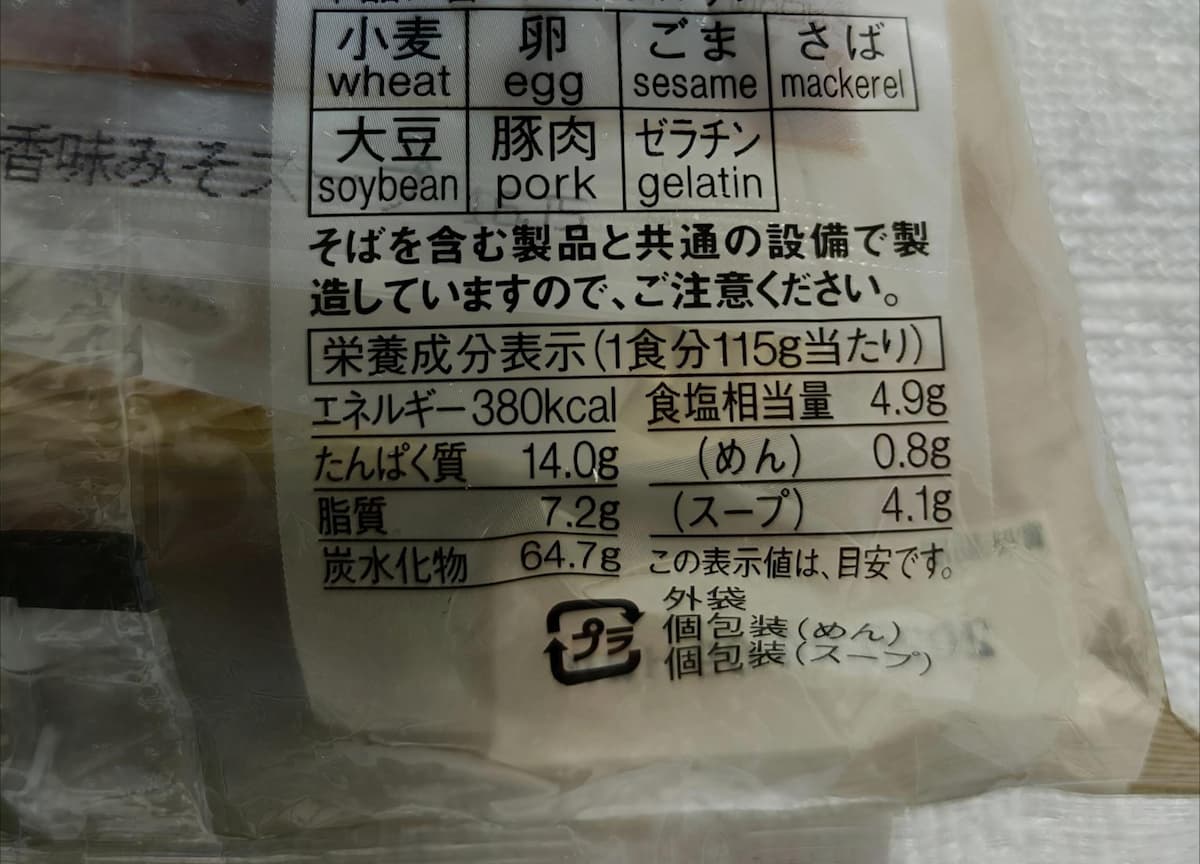 小麦 卵 ごま さば
wheat egg sesame mackerel
大豆 豚肉 ゼラチン
soybean pork gelatin
香味みそ
そばを含む製品と共通の設備で製
造していますので、ご注意ください。
栄養成分表示(1食分115g当たり)
エネルギー 380kcal 食塩相当量 4.9g
たんぱく質 14.0g (めん) 0.8g
脂質 7.2g (スープ) 4.1g
炭水化物 64.7g この表示値は、目安です。
プラ
外袋
個包装(めん)
個包装(スープ)